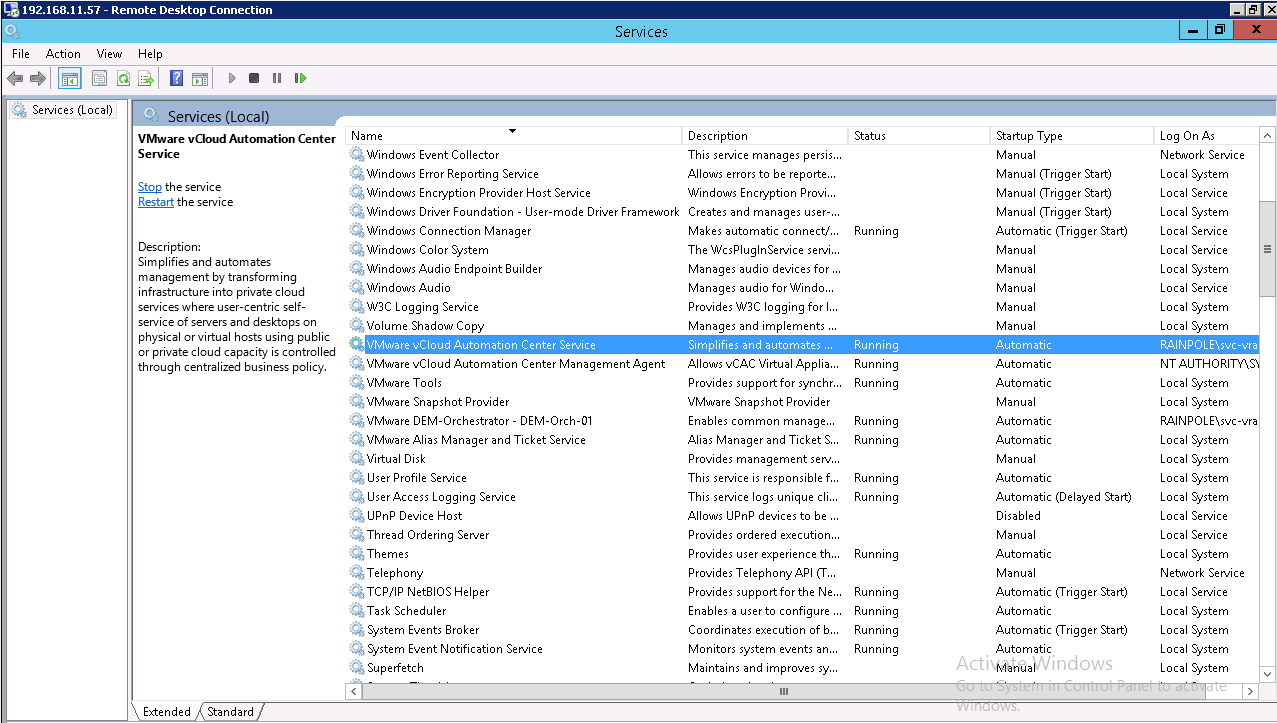 192.168.11.57 - Remote Desktop Connection
Services
File Action View Help
Services (Local)
Services (Local)
VMware vCloud Automation Center
Service
Stop the service
Restart the service
Description:
Simplifies and automates
management by transforming
infrastructure into private cloud
services where user-centric self-
service of servers and desktops on
physical or virtual hosts using public
or private cloud capacity is controlled
through centralized business policy.
Name Description Status Startup Type Log On As
Windows Event Collector This service manages persis... Manual Network Service
Windows Error Reporting Service Allows errors to be reporte... Manual (Trigger Start) Local System
Windows Encryption Provider Host Service Windows Encryption Provi... Manual (Trigger Start) Local Service
Windows Driver Foundation - User-mode Driver Framework Creates and manages user-... Manual (Trigger Start) Local System
Windows Connection Manager Makes automatic connect/... Running Automatic (Trigger Start) Local Service
Windows Color System The WcsPlugInService servi... Manual Local Service
Windows Audio Endpoint Builder Manages audio devices for ... Manual Local System
Windows Audio Manages audio for Windo... Manual Local Service
W3C Logging Service Provides W3C logging for I... Manual Local System
Volume Shadow Copy Manages and implements ... Manual Local System
VMware vCloud Automation Center Service Simplifies and automates ... Running Automatic RAINPOLE\svc-vra
VMware vCloud Automation Center Management Agent Allows vCAC Virtual Applia... Running Automatic NT AUTHORITY\SY
VMware Tools Provides support for synchr... Running Automatic Local System
VMware Snapshot Provider VMware Snapshot Provider Manual Local System
VMware DEM-Orchestrator - DEM-Orch-01 Enables common manage... Running Automatic RAINPOLE\svc-vra
VMware Alias Manager and Ticket Service Alias Manager and Ticket S... Running Automatic Local System
Virtual Disk Provides management serv... Manual Local System
User Profile Service This service is responsible f... Running Automatic Local System
User Access Logging Service This service logs unique cli... Running Automatic (Delayed Start) Local System
UPnP Device Host Allows UPnP devices to be ... Disabled Local Service
Thread Ordering Server Provides ordered execution... Manual Local Service
Themes Provides user experience th... Running Automatic Local System
Telephony Provides Telephony API (T... Manual Network Service
TCP/IP NetBIOS Helper Provides support for the Ne... Running Automatic (Trigger Start) Local Service
Task Scheduler Enables a user to configure ... Running Automatic Local System
System Events Broker Coordinates execution of b... Running Automatic (Trigger Start) Local System
System Event Notification Service Monitors system events an... Running Automatic Local System
Superfetch Maintains and improves sy... Manual Local System
Activate Windows
Go to System in Control Panel to activate
Windows.
Extended Standard